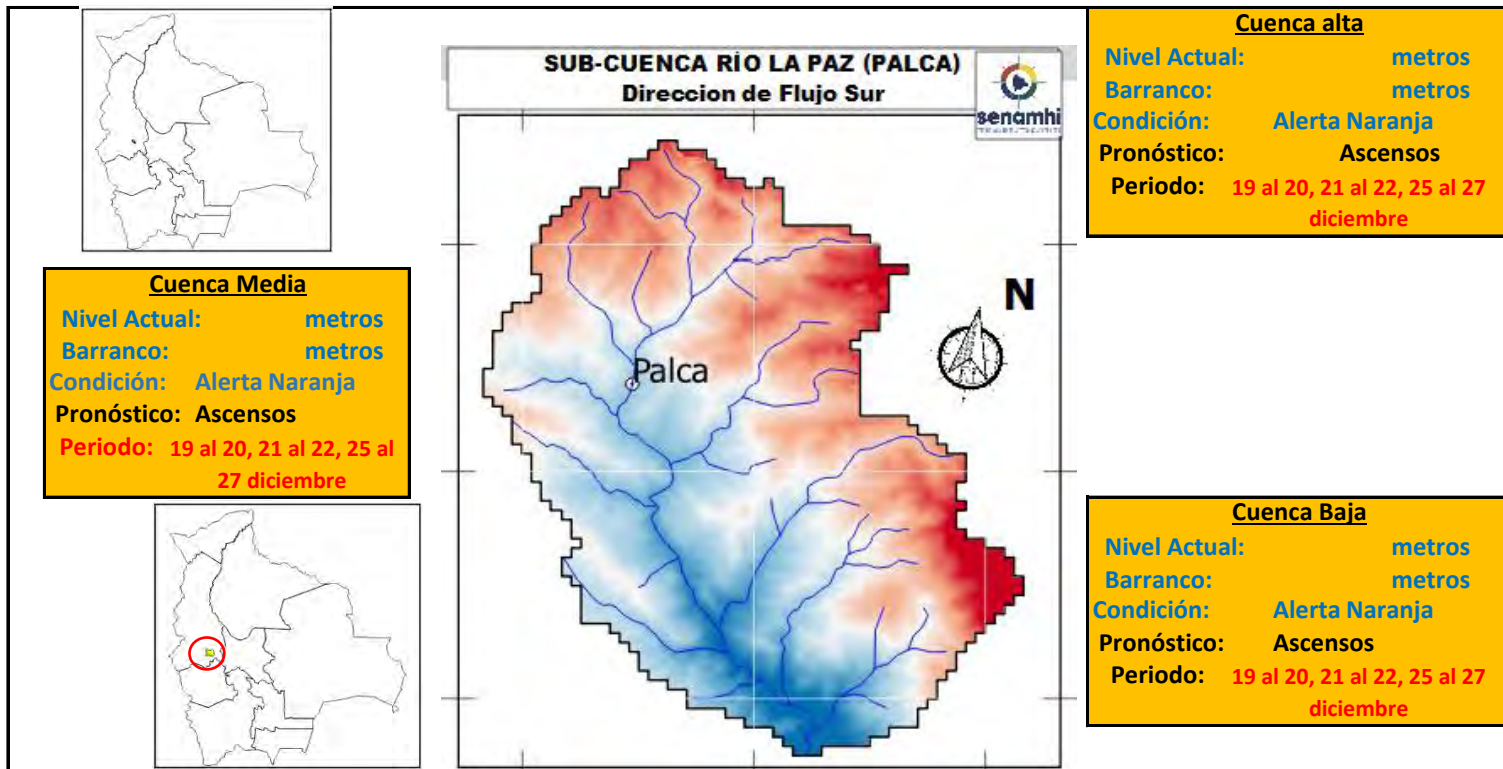 SUB-CUENCA RÍO LA PAZ (PALCA)
Direccion de Flujo Sur
senamhi
N
Palca
Cuenca alta
Nivel Actual: metros
Barranco: metros
Condición: Alerta Naranja
Pronóstico: Ascensos
Periodo: 19 al 20, 21 al 22, 25 al 27
diciembre
Cuenca Media
Nivel Actual: metros
Barranco: metros
Condición: Alerta Naranja
Pronóstico: Ascensos
Periodo: 19 al 20, 21 al 22, 25 al
27 diciembre
Cuenca Baja
Nivel Actual: metros
Barranco: metros
Condición: Alerta Naranja
Pronóstico: Ascensos
Periodo: 19 al 20, 21 al 22, 25 al 27
diciembre